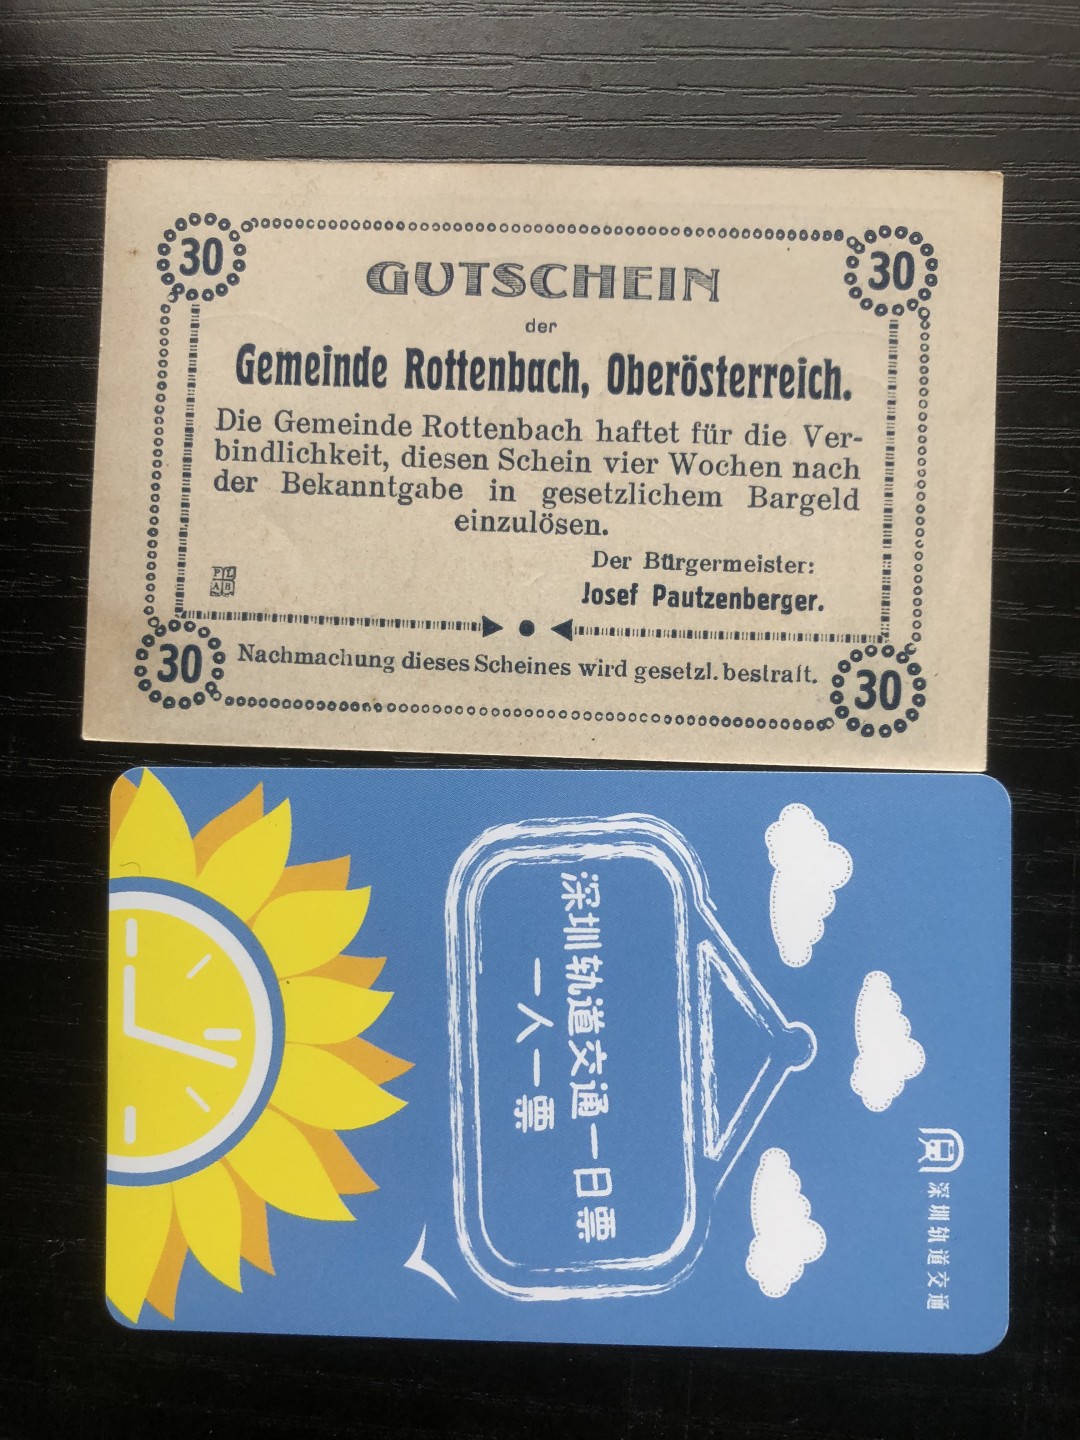 30
30
GUTSCHEIN
der
Gemeinde Rottenbach, Oberösterreich.
Die Gemeinde Rottenbach haftet für die Ver-
bindlichkeit, diesen Schein vier Wochen nach
der Bekanntgabe in gesetzlichem Bargeld
einzulösen.
Der Bürgermeister:
Josef Pautzenberger.
PL
AB
30
Nachmachung dieses Scheines wird gesetzl. bestraft.
30
深圳轨道交通
深圳轨道交通一日票
一人一票